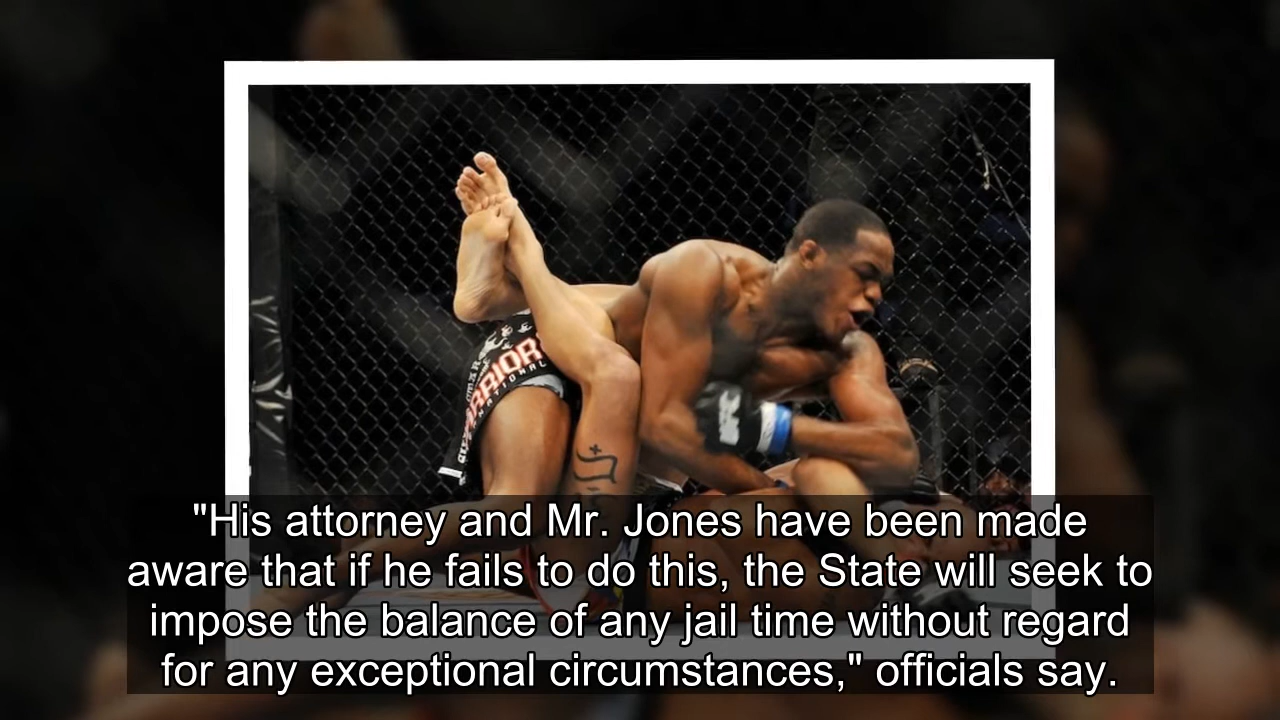 WARRIOR
"His attorney and Mr. Jones have been made
aware that if he fails to do this, the State will seek to
impose the balance of any jail time without regard
for any exceptional circumstances," officials say.